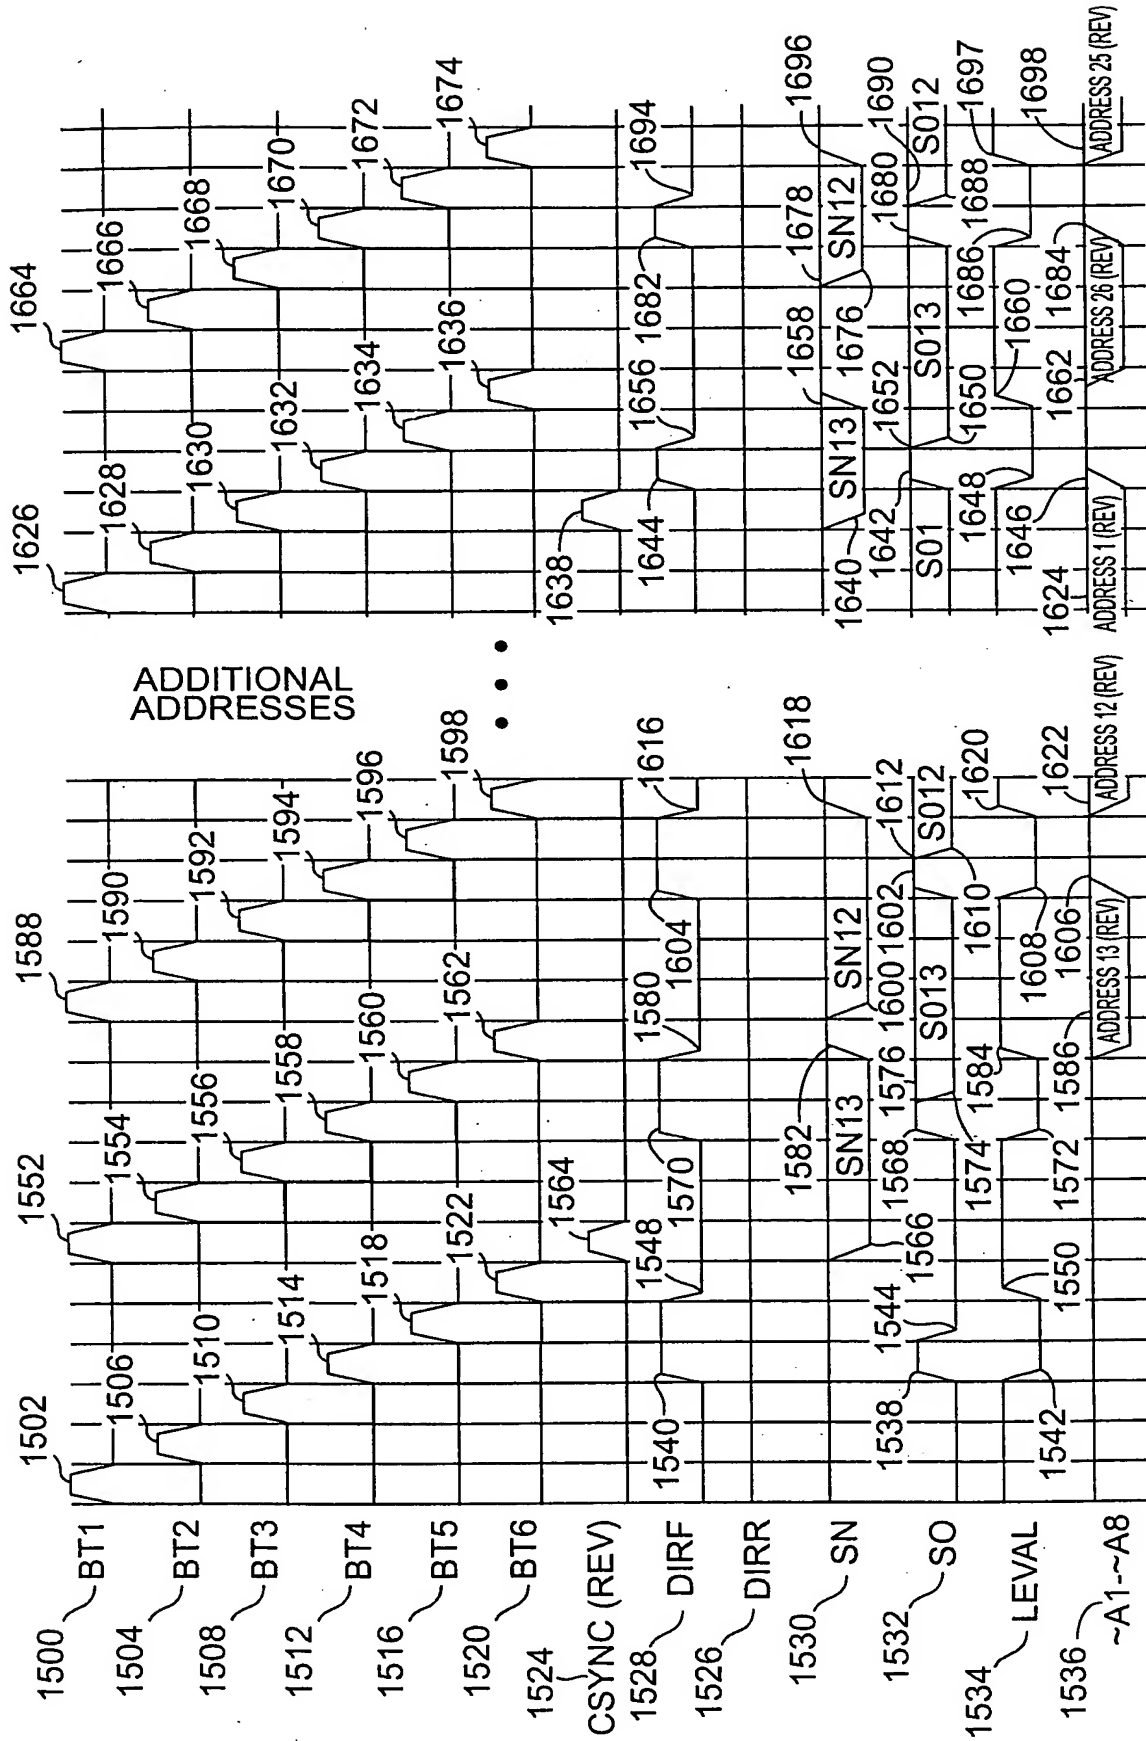 1500 BT1
1502
1552
1588
1626
1664
1504 BT2
1506
1554
1590
1628
1666
1508 BT3
1510
1556
1592
1630
1668
1512 BT4
1514
1558
1594
1632
1670
1516 BT5
1518
1560
1596
1634
1672
1520 BT6
1522
1562
1598
1636
1674
ADDITIONAL
ADDRESSES
1524
CSYNC (REV)
1564
1638
1528 DIRF
1540
1548
1570
1580
1604
1616
1644
1656
1682
1694
1526 DIRR
1530 SN
1566
SN13
1582
1600
SN12
1618
1640
SN13
1658
1676
SN12
1678
1696
1532 SO
1538
1544
1568
1574
1576
S013
1602
1610
1612
S012
S01
1642
1650
1652
S013
1680
1690
S012
1534 LEVAL
1542
1550
1572
1584
1608
1620
1648
1660
1686
1688
1697
1536
~A1-~A8
1586
ADDRESS 13 (REV)
1606
1622
ADDRESS 12 (REV)
1624
ADDRESS 1 (REV)
1646
1662
ADDRESS 26 (REV)
1684
1698
ADDRESS 25 (REV)